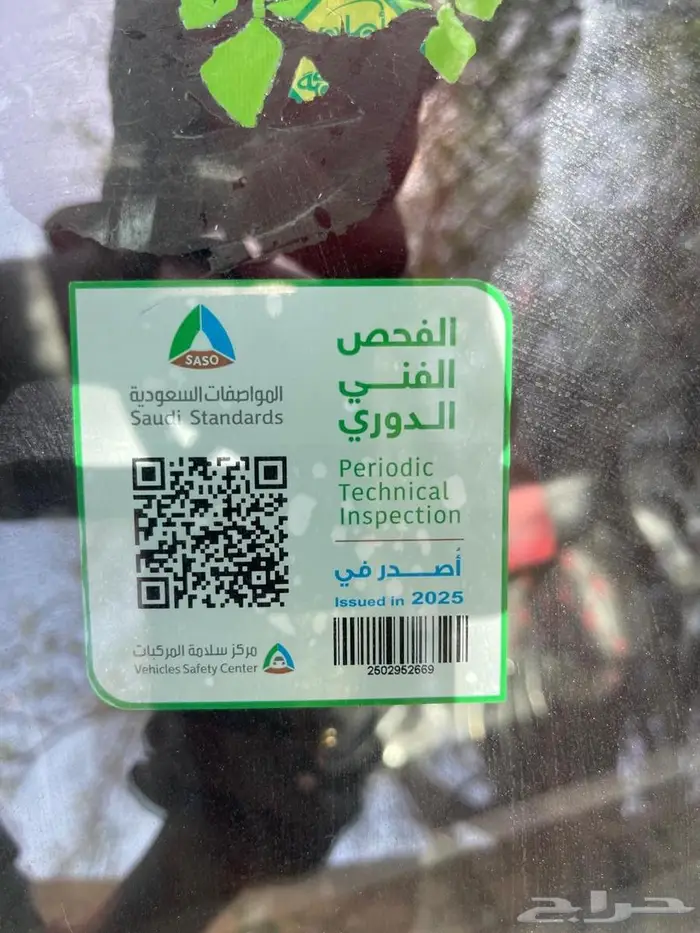 SASO
المواصفات السعودية
Saudi Standards
الفحص
الفني
الدوري
Periodic
Technical
Inspection
أصدر في
Issued in 2025
2502952669
مركز سلامة المركبات
Vehicles Safety Center
حراج